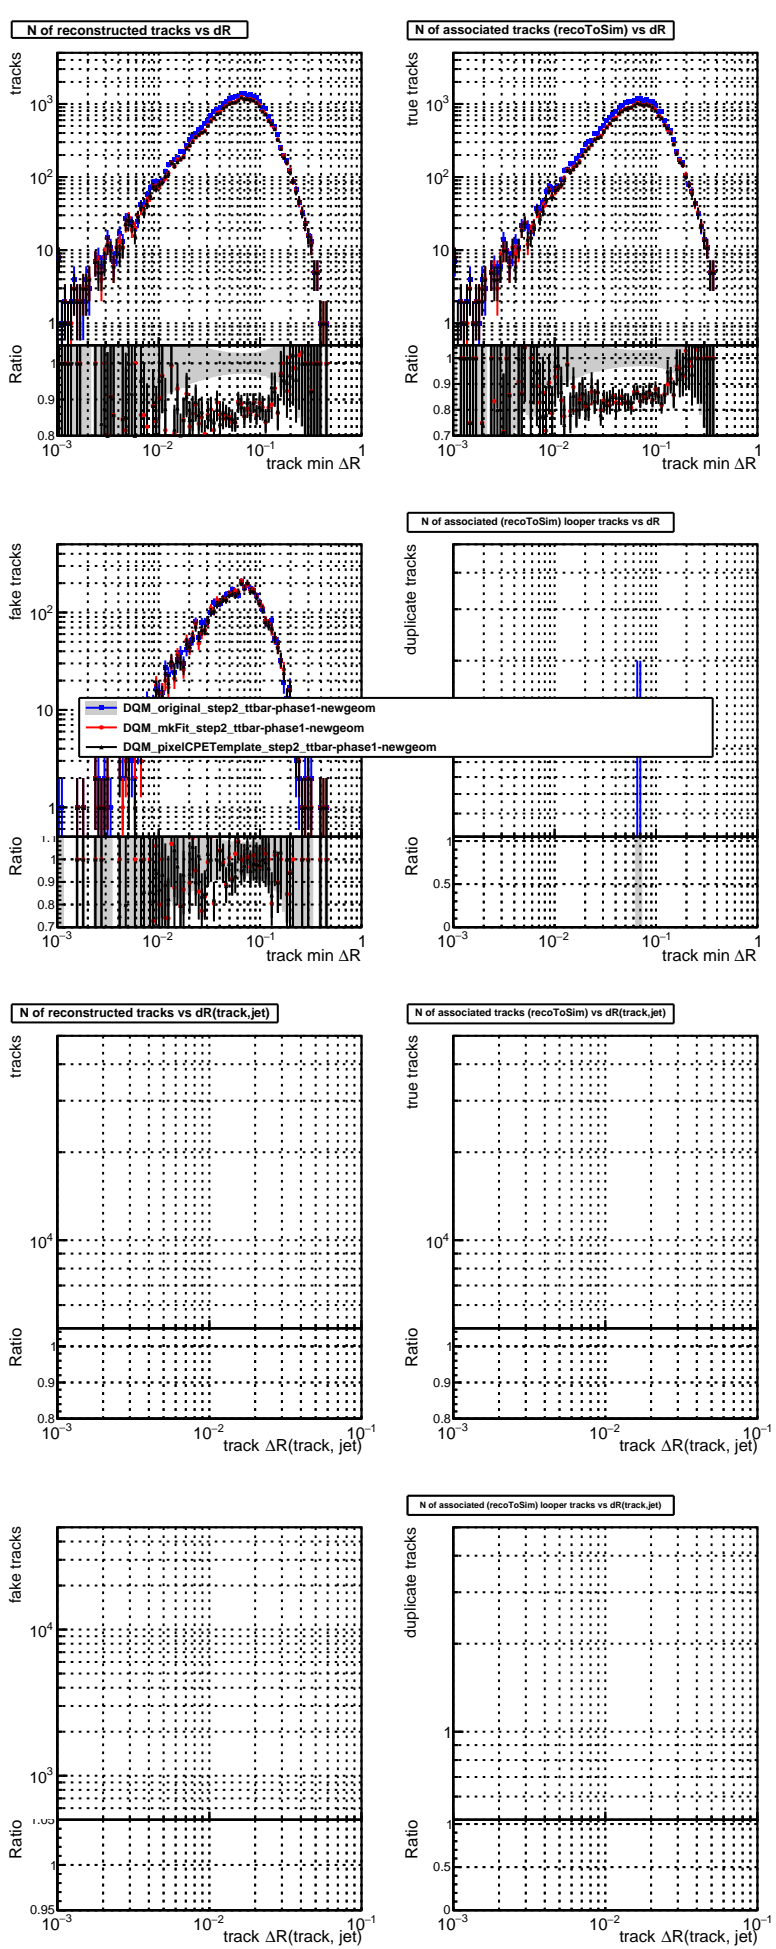 N of reconstructed tracks vs dR
tracks
10³
10²
10
1
Ratio
1
0.9
0.8
10⁻³
10⁻²
10⁻¹
1
track min ΔR
N of associated tracks (recoToSim) vs dR
true tracks
10³
10²
10
1
Ratio
1
0.9
0.8
0.7
10⁻³
10⁻²
10⁻¹
1
track min ΔR
fake tracks
10²
10
1
Ratio
1.1
1
0.9
0.8
0.7
10⁻³
10⁻²
10⁻¹
1
track min ΔR
N of associated (recoToSim) looper tracks vs dR
duplicate tracks
Ratio
1
0.5
0
10⁻³
10⁻²
10⁻¹
1
track min ΔR
DQM_original_step2_ttbar-phase1-newgeom
DQM_mkFit_step2_ttbar-phase1-newgeom
DQM_pixelCPETemplate_step2_ttbar-phase1-newgeom
N of reconstructed tracks vs dR(track,jet)
tracks
10⁴
Ratio
1
0.9
0.8
10⁻³
10⁻²
10⁻¹
track ΔR(track, jet)
N of associated tracks (recoToSim) vs dR(track,jet)
true tracks
10⁴
Ratio
1
0.9
0.8
10⁻³
10⁻²
10⁻¹
track ΔR(track, jet)
fake tracks
10⁴
10³
Ratio
1.05
1
0.95
10⁻³
10⁻²
10⁻¹
track ΔR(track, jet)
N of associated (recoToSim) looper tracks vs dR(track,jet)
duplicate tracks
1
Ratio
1
0.5
0
10⁻³
10⁻²
10⁻¹
track ΔR(track, jet)